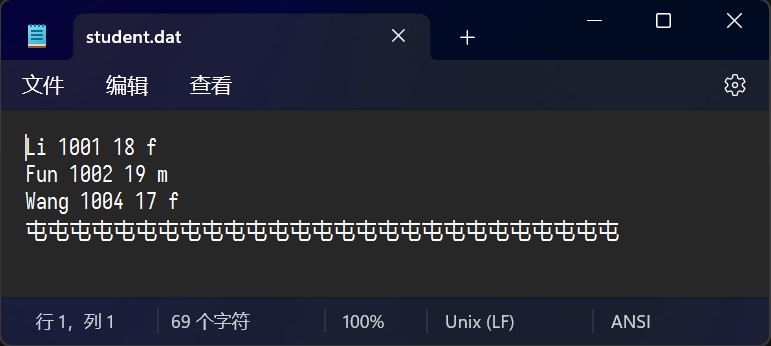 student.dat
文件 编辑 查看
Li 1001 18 f
Fun 1002 19 m
Wang 1004 17 f
屯屯屯屯屯屯屯屯屯屯屯屯屯屯屯屯屯屯屯屯屯屯屯屯屯屯屯
行 1，列 1 69 个字符 100% Unix (LF) ANSI